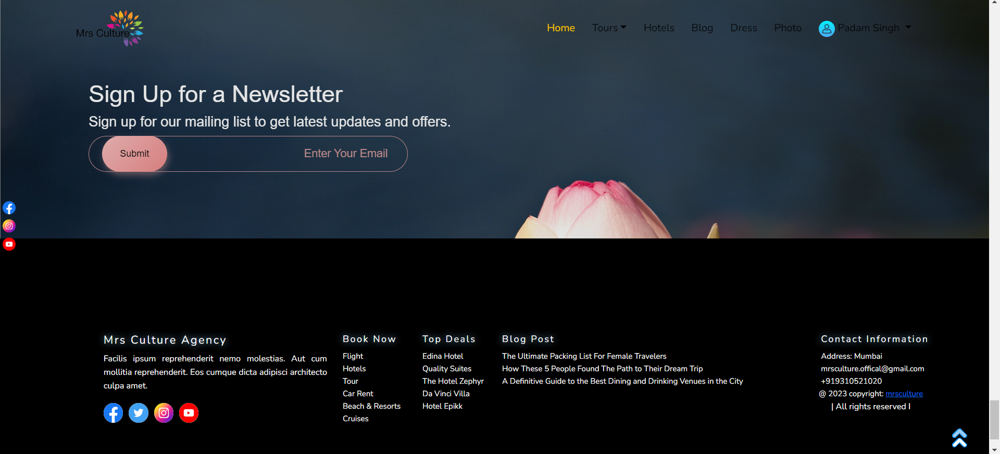 Mrs Culture
Home Tours Hotels Blog Dress Photo Padam Singh
Sign Up for a Newsletter
Sign up for our mailing list to get latest updates and offers.
Submit Enter Your Email
Mrs Culture Agency
Facilis ipsum reprehenderit nemo molestias. Aut cum
mollitia reprehenderit. Eos cumque dicta adipisci architecto
culpa amet.
Book Now
Flight
Hotels
Tour
Car Rent
Beach & Resorts
Cruises
Top Deals
Edina Hotel
Quality Suites
The Hotel Zephyr
Da Vinci Villa
Hotel Epikk
Blog Post
The Ultimate Packing List For Female Travelers
How These 5 People Found The Path to Their Dream Trip
A Definitive Guide to the Best Dining and Drinking Venues in the City
Contact Information
Address: Mumbai
mrsculture.offical@gmail.com
+919310521020
@ 2023 copyright: mrsculture
| All rights reserved I